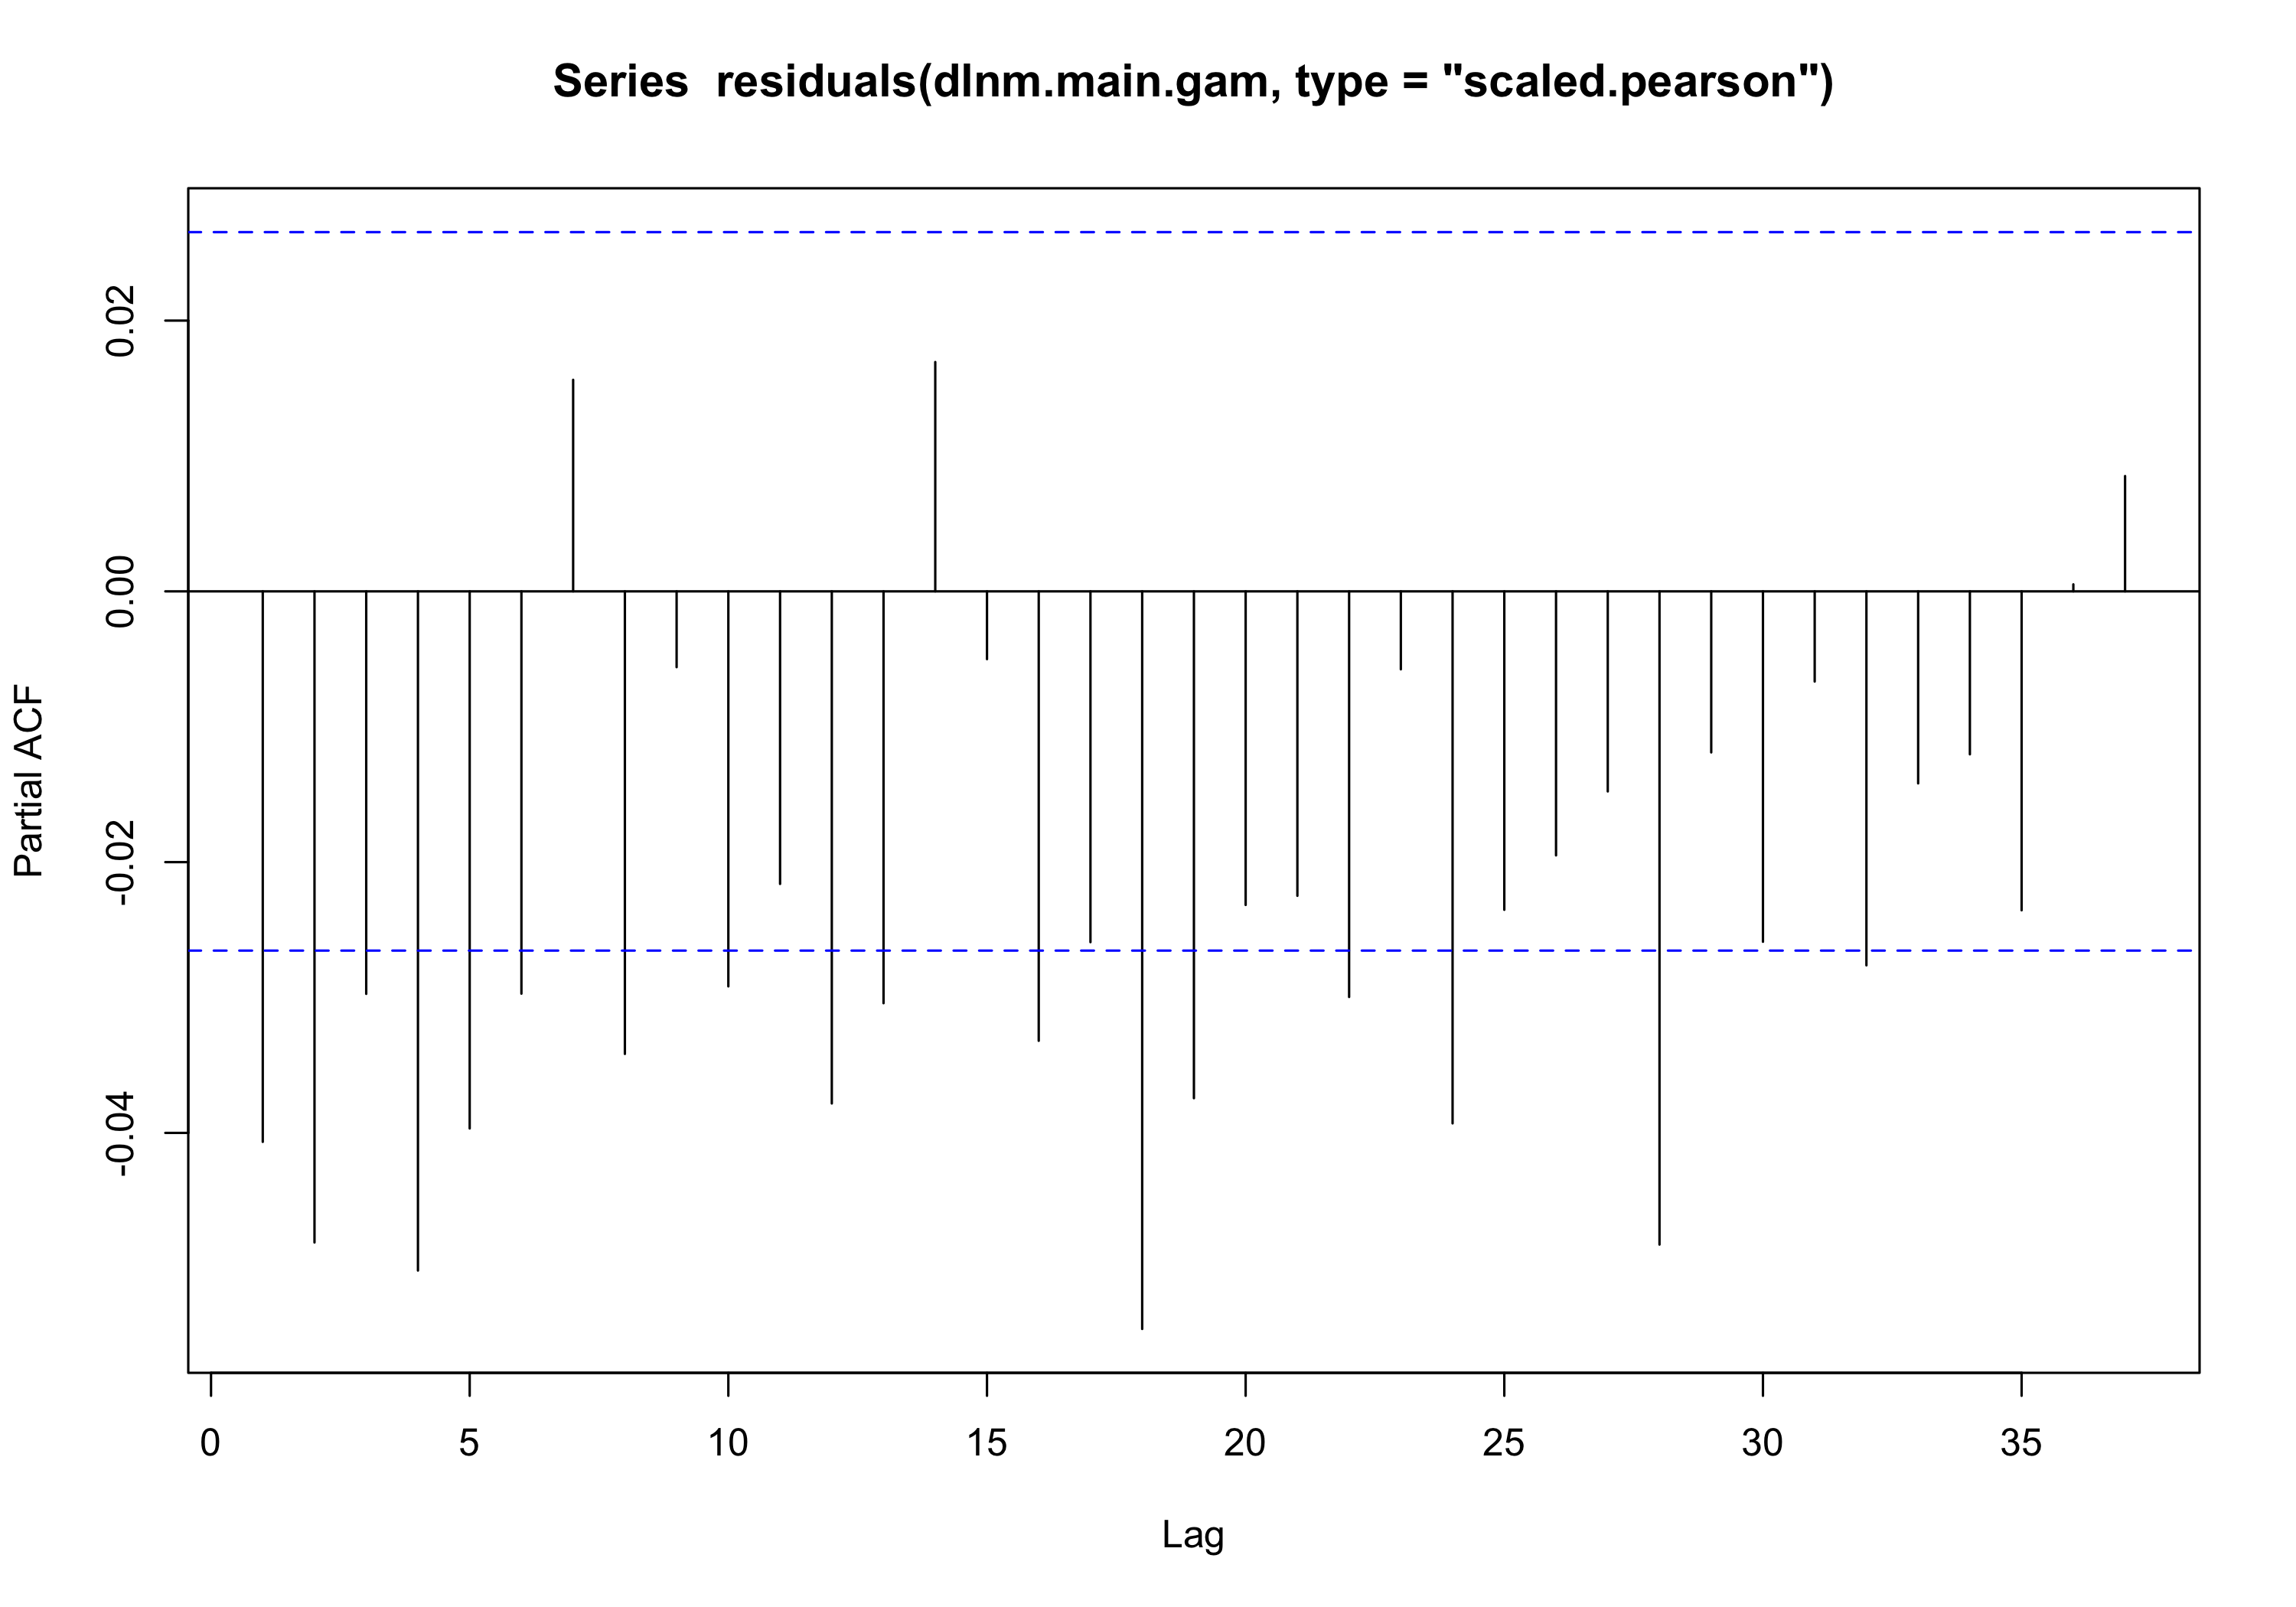 Series  residuals(dlnm.main.gam, type = "scaled.pearson")
Partial ACF
0.02
0.00
-0.02
-0.04
0 5 10 15 20 25 30 35
Lag